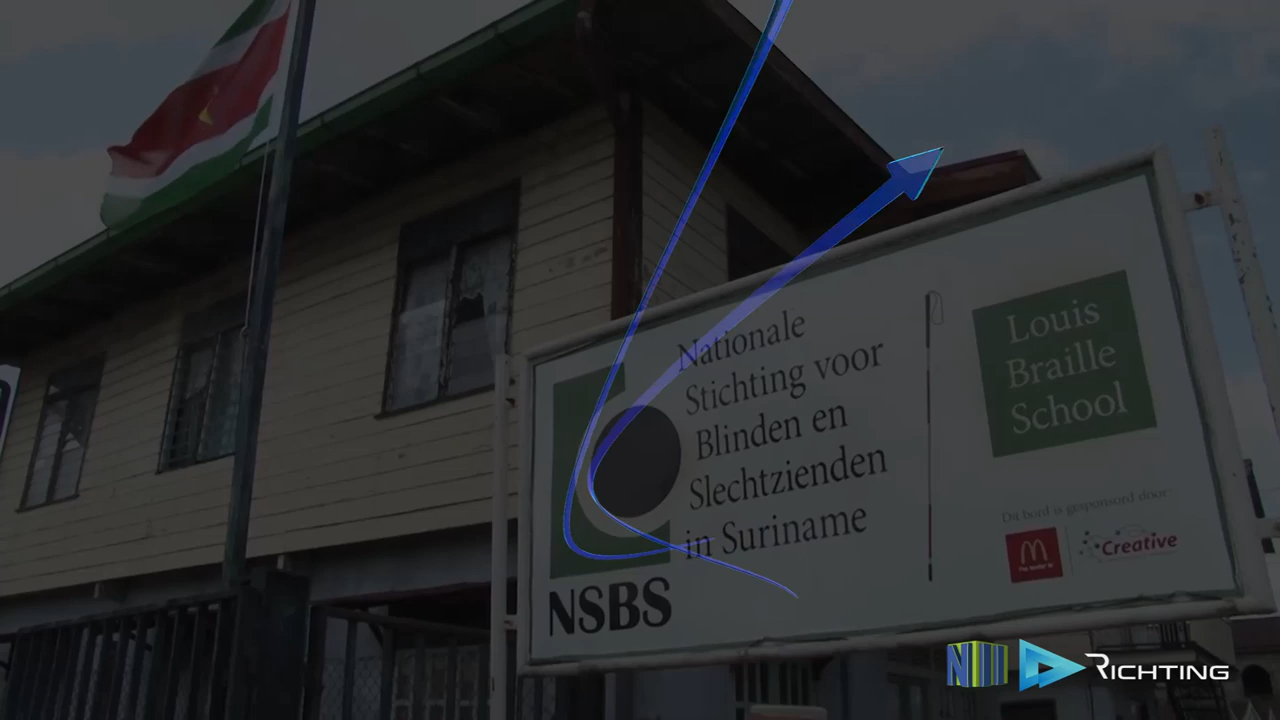 Nationale
Stichting voor
Blinden en
Slechtzienden
in Suriname
NSBS
Louis
Braille
School
Dit bord is gesponsord door
Creative
N
RICHTING